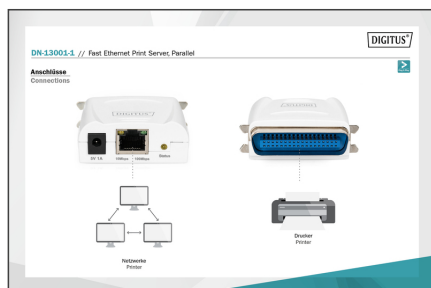 DIGITUS®
DN-13001-1 // Fast Ethernet Print Server, Parallel
Anschlüsse
Connections
DIGITUS
5V 1A
10Mbps
100Mbps
Status
Netzwerke
Printer
Drucker
Printer